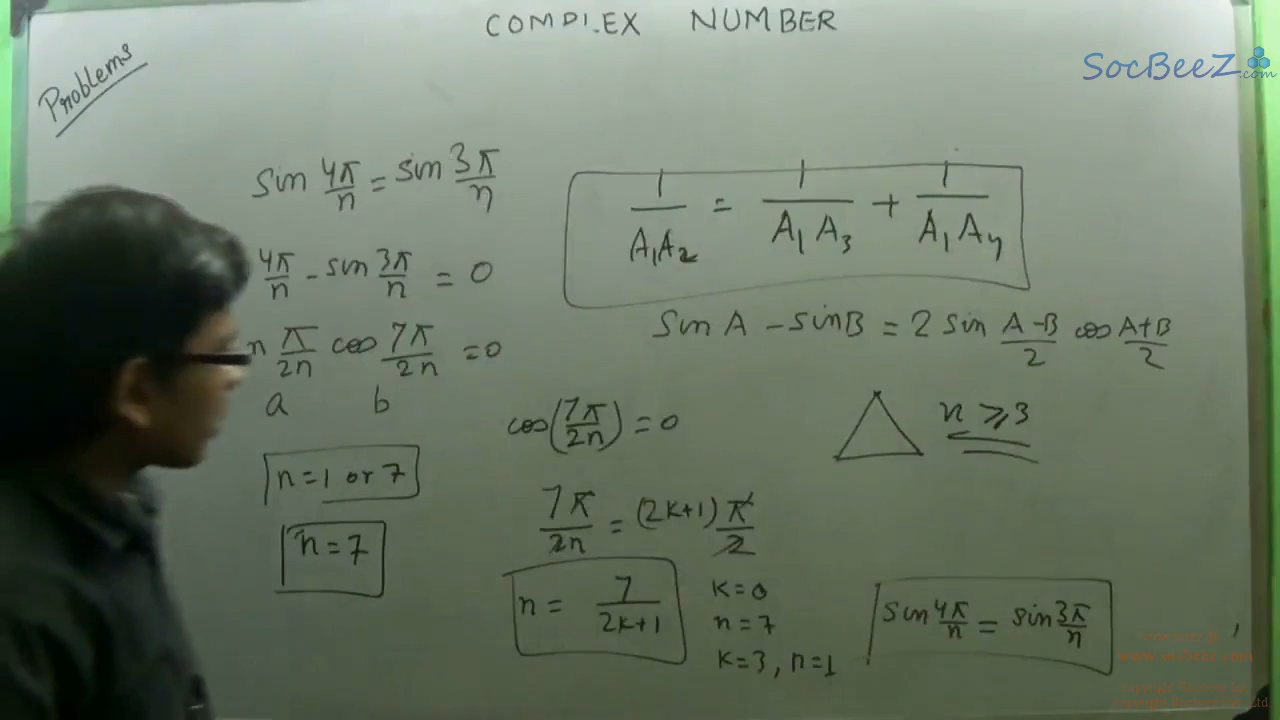 COMPLEX NUMBER
SocBeeZ.com
Problems
sin 4π/n = sin 3π/n
4π/n - sin 3π/n = 0
n π/2n cos 7π/2n = 0
a b
n = 1 or 7
n = 7
1/A₁A₂ = 1/A₁A₃ + 1/A₁A₄
sin A - sin B = 2 sin A-B/2 cos A+B/2
cos(7π/2n) = 0
n ≥ 3
7π/2n = (2k+1) π/2
n = 7/2k+1
k = 0
n = 7
k = 3, n = 1
sin 4π/n = sin 3π/n